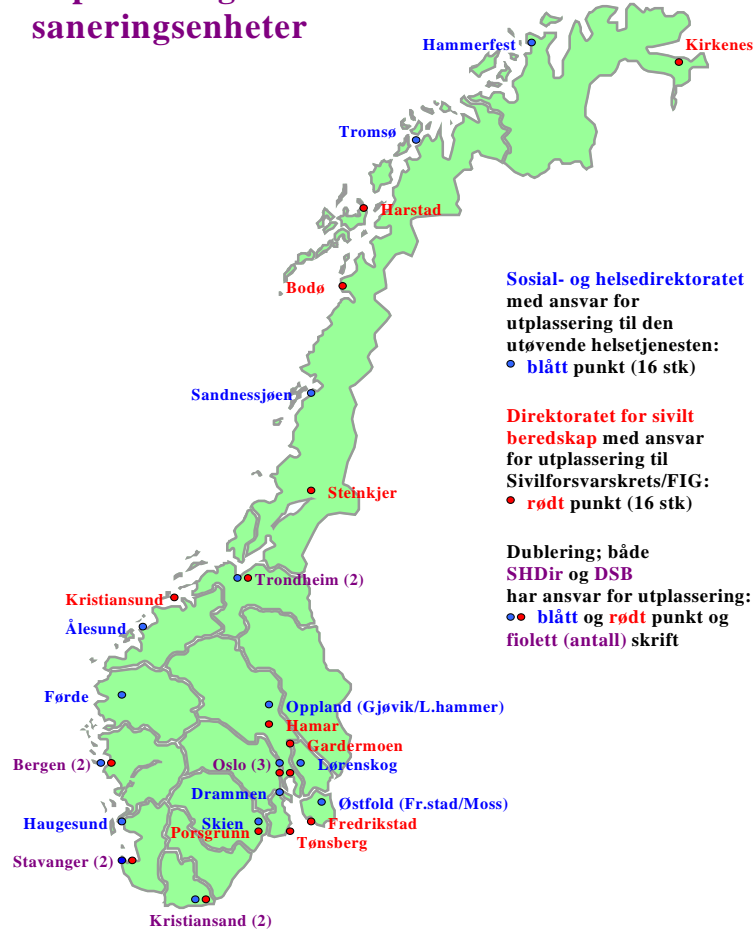 saneringsenheter
Hammerfest
Kirkenes
Tromsø
Harstad
Bodø
Sandnessjøen
Steinkjer
Trondheim (2)
Kristiansund
Ålesund
Førde
Oppland (Gjøvik/L.hammer)
Hamar
Gardermoen
Bergen (2)
Oslo (3)
Lørenskog
Drammen
Østfold (Fr.stad/Moss)
Haugesund
Skien
Fredrikstad
Porsgrunn
Tønsberg
Stavanger (2)
Kristiansand (2)
Sosial- og helsedirektoratet
med ansvar for
utplassering til den
utøvende helsetjenesten:
blått punkt (16 stk)
Direktoratet for sivilt
beredskap med ansvar
for utplassering til
Sivilforsvarskrets/FIG:
rødt punkt (16 stk)
Dublering; både
SHDir og DSB
har ansvar for utplassering:
blått og rødt punkt og
fiolett (antall) skrift